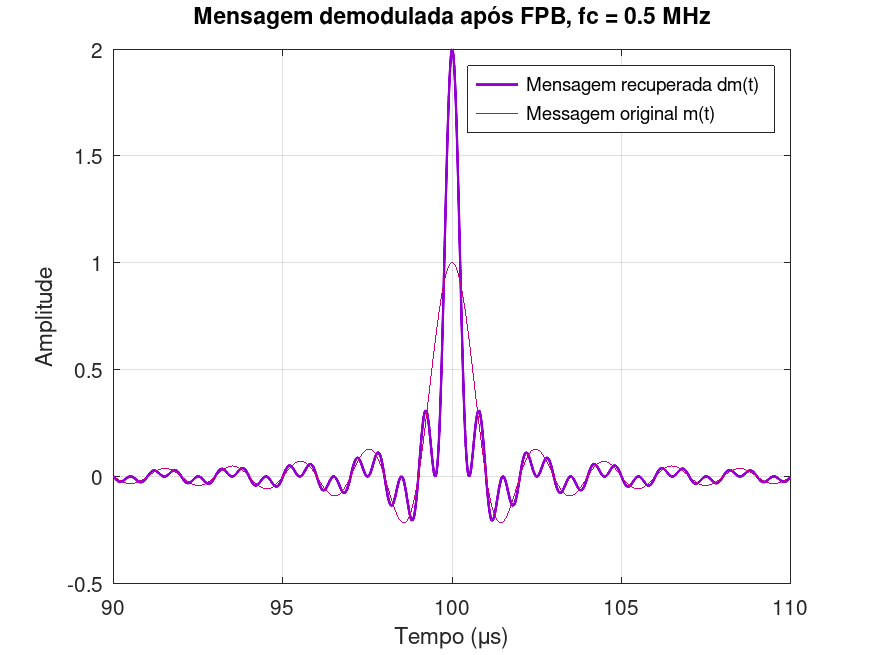 Mensagem demodulada após FPB, fc = 0.5 MHz
2
1.5
1
0.5
0
-0.5
Amplitude
Mensagem recuperada dm(t)
Messagem original m(t)
90
95
100
105
110
Tempo (µs)